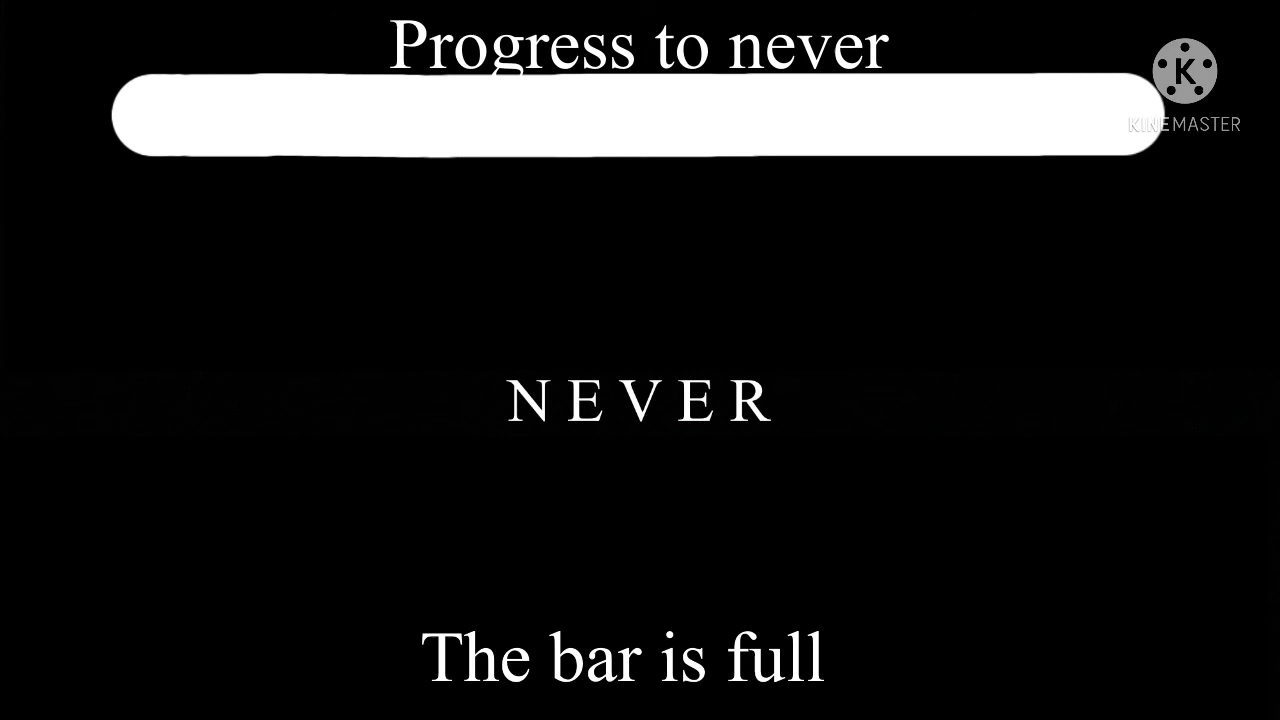 Progress to never
K
KINEMASTER
N E V E R
The bar is full